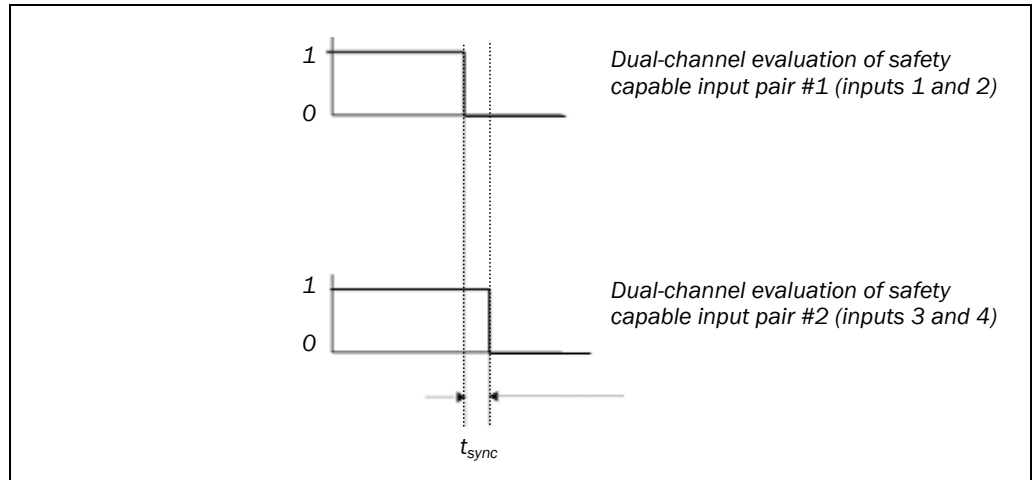 1
Dual-channel evaluation of safety
capable input pair #1 (inputs 1 and 2)
0
1
Dual-channel evaluation of safety
capable input pair #2 (inputs 3 and 4)
0
tsync